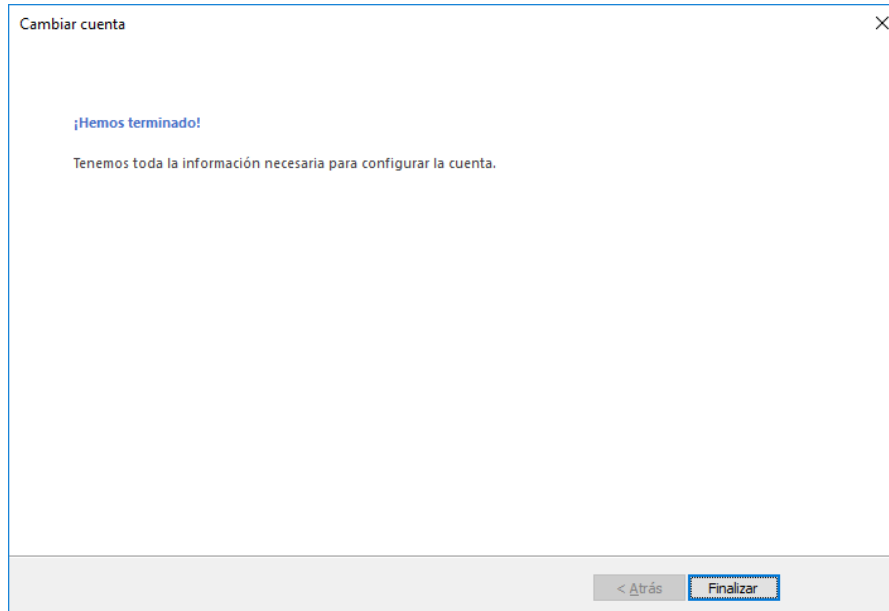 Cambiar cuenta
¡Hemos terminado!
Tenemos toda la información necesaria para configurar la cuenta.
< Atrás
Finalizar